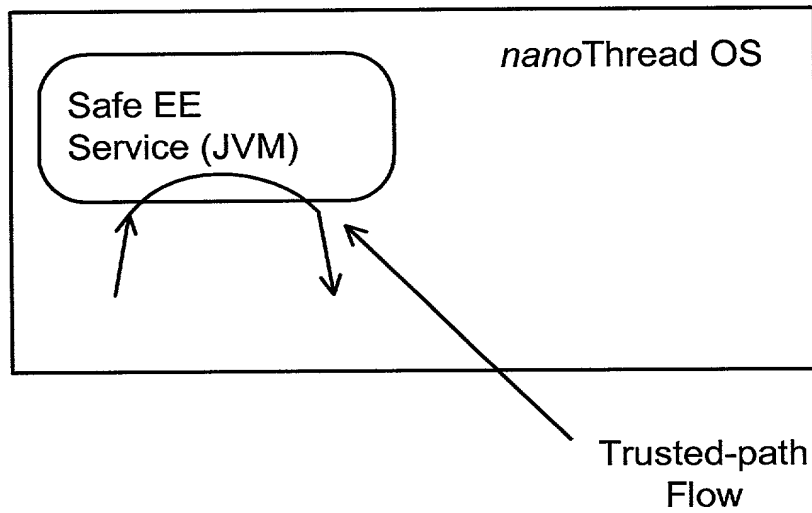 nanoThread OS
Safe EE
Service (JVM)
Trusted-path
Flow